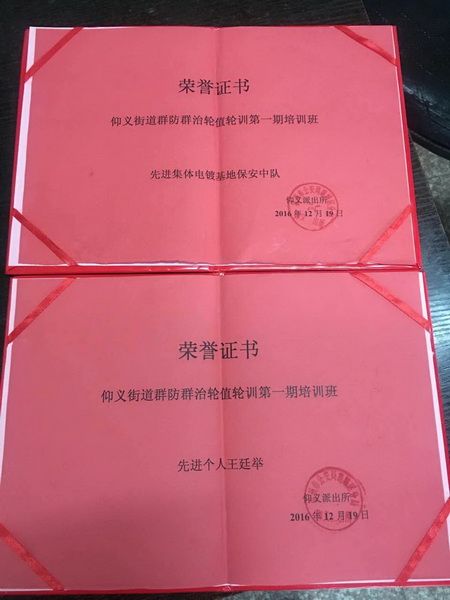 荣誉证书
仰义街道群防群治轮值轮训第一期培训班
先进集体电镀基地保安中队
仰义派出所
2016年12月19日
荣誉证书
仰义街道群防群治轮值轮训第一期培训班
先进个人王廷举
仰义派出所
2016年12月19日